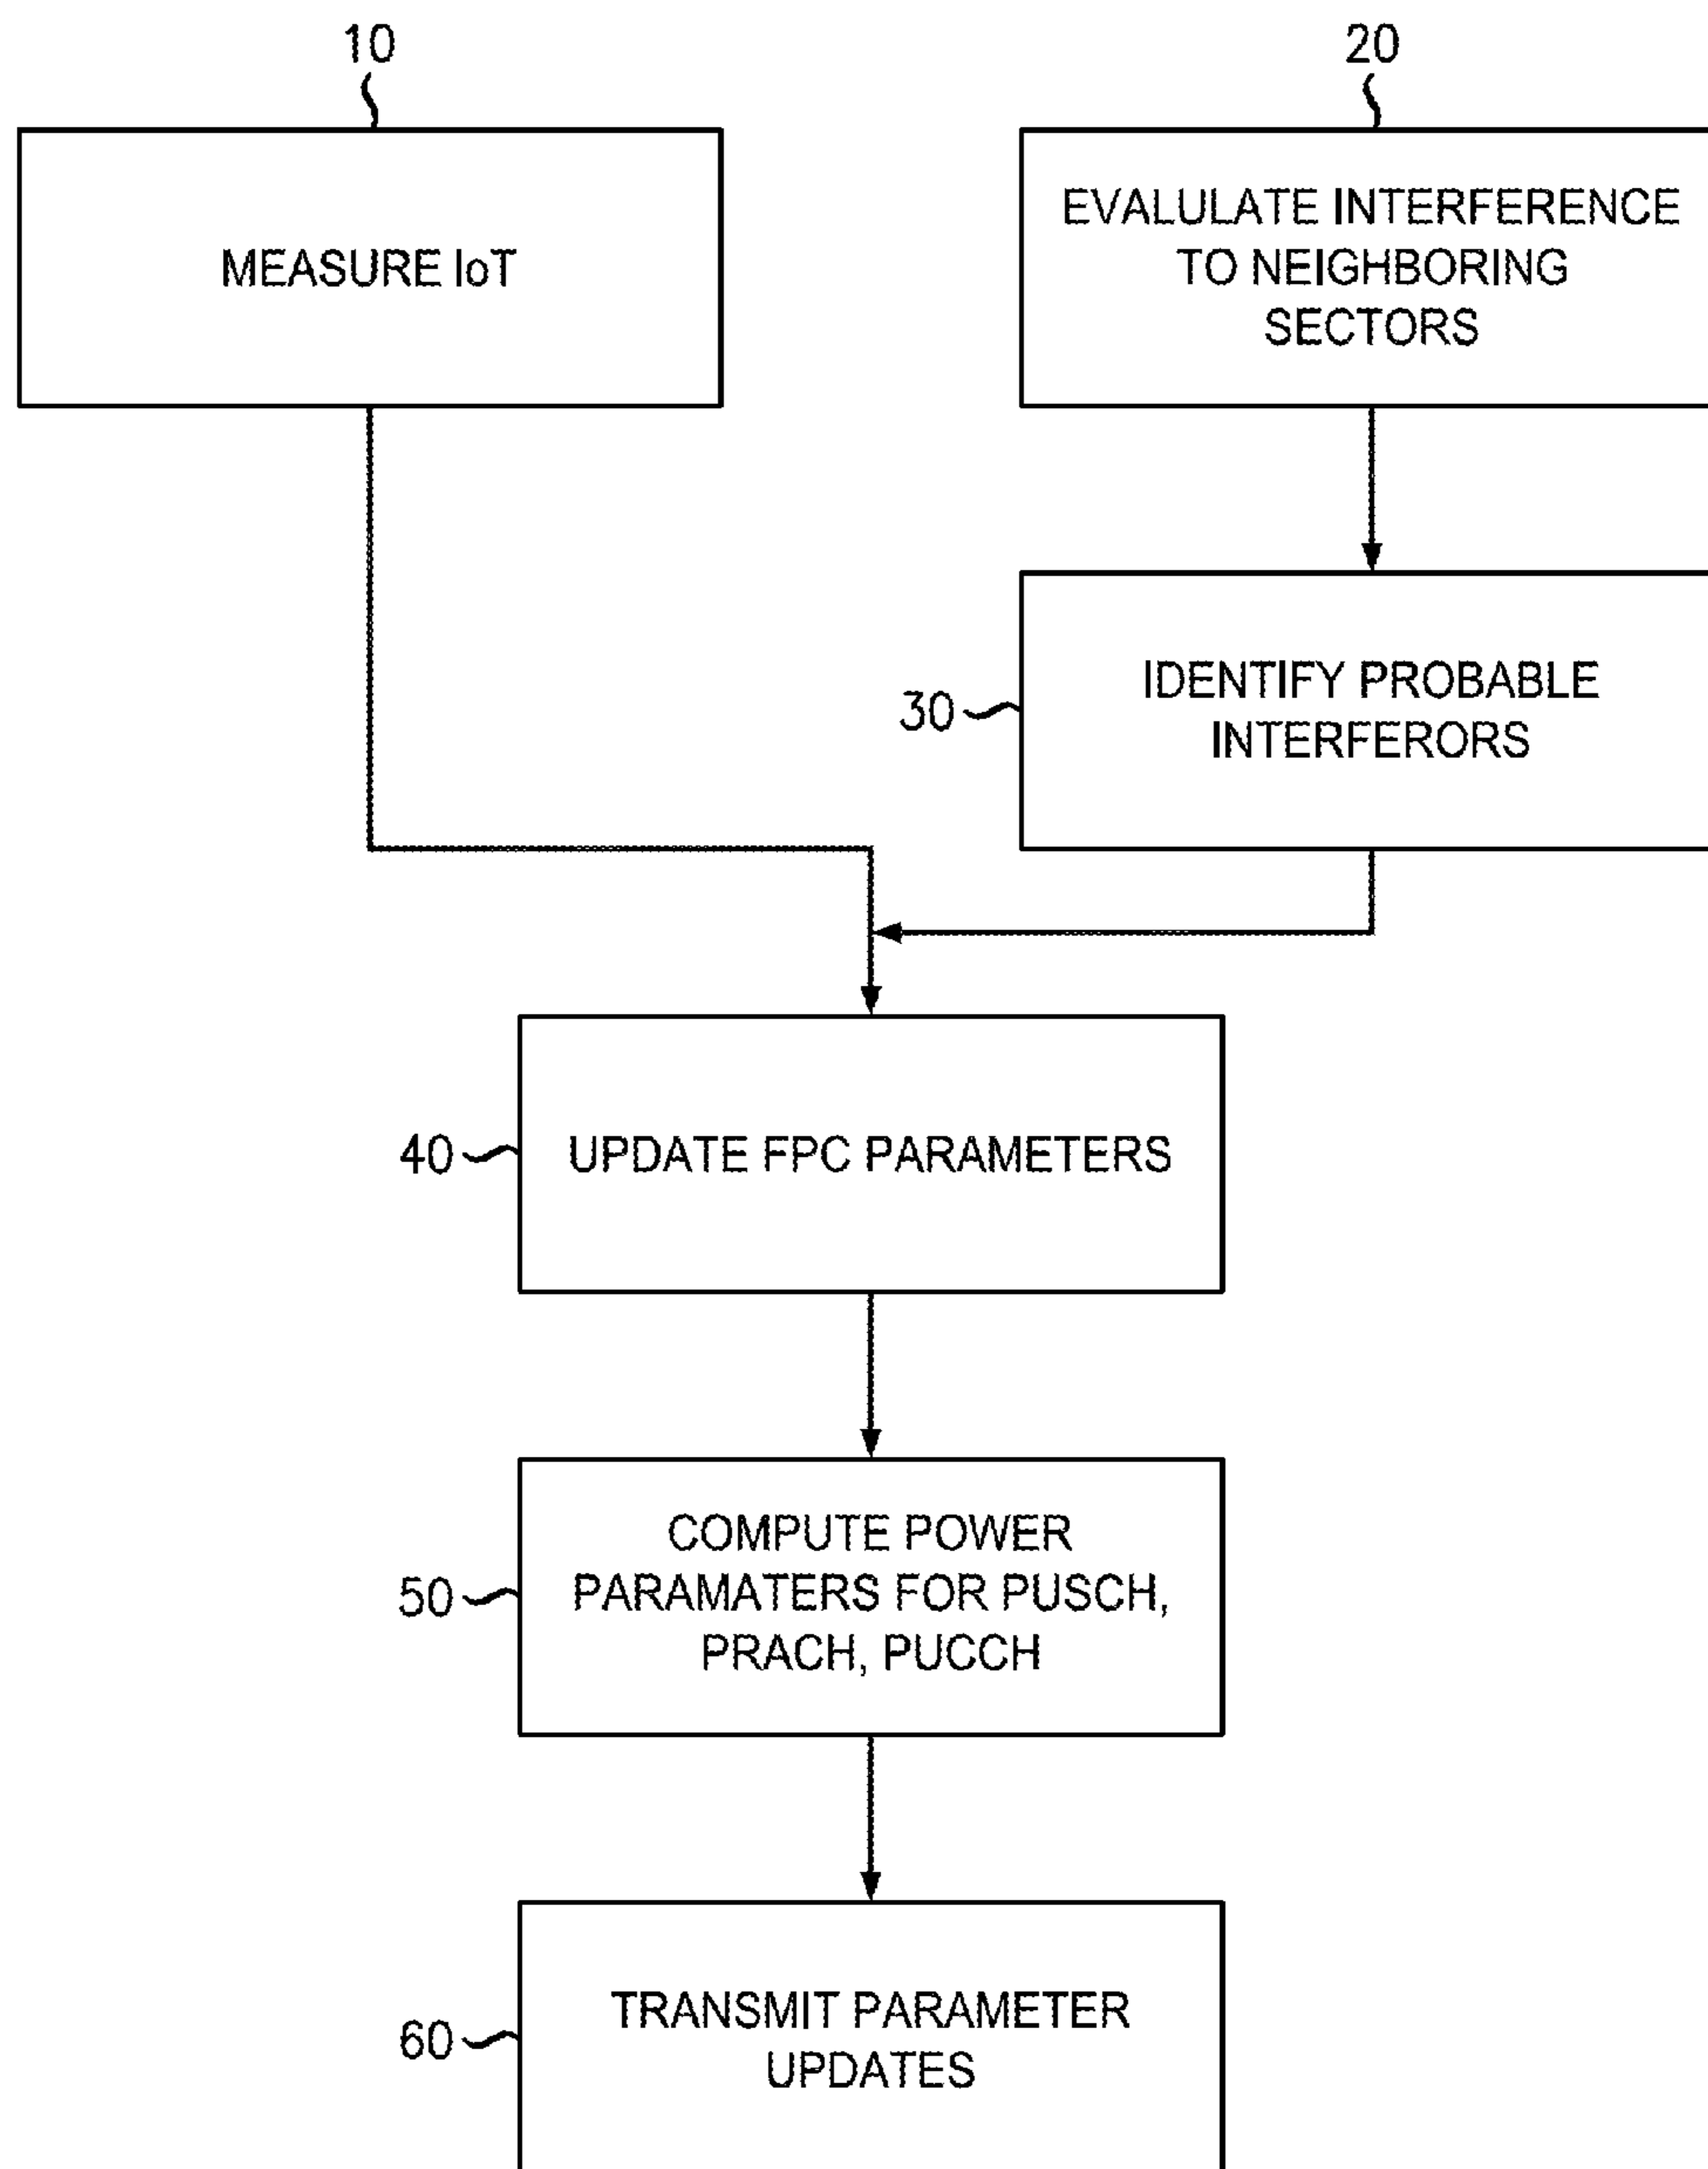 10
20
MEASURE IoT
EVALULATE INTERFERENCE
TO NEIGHBORING
SECTORS
30
IDENTIFY PROBABLE
INTERFERORS
40
UPDATE FPC PARAMETERS
50
COMPUTE POWER
PARAMATERS FOR PUSCH,
PRACH, PUCCH
60
TRANSMIT PARAMETER
UPDATES